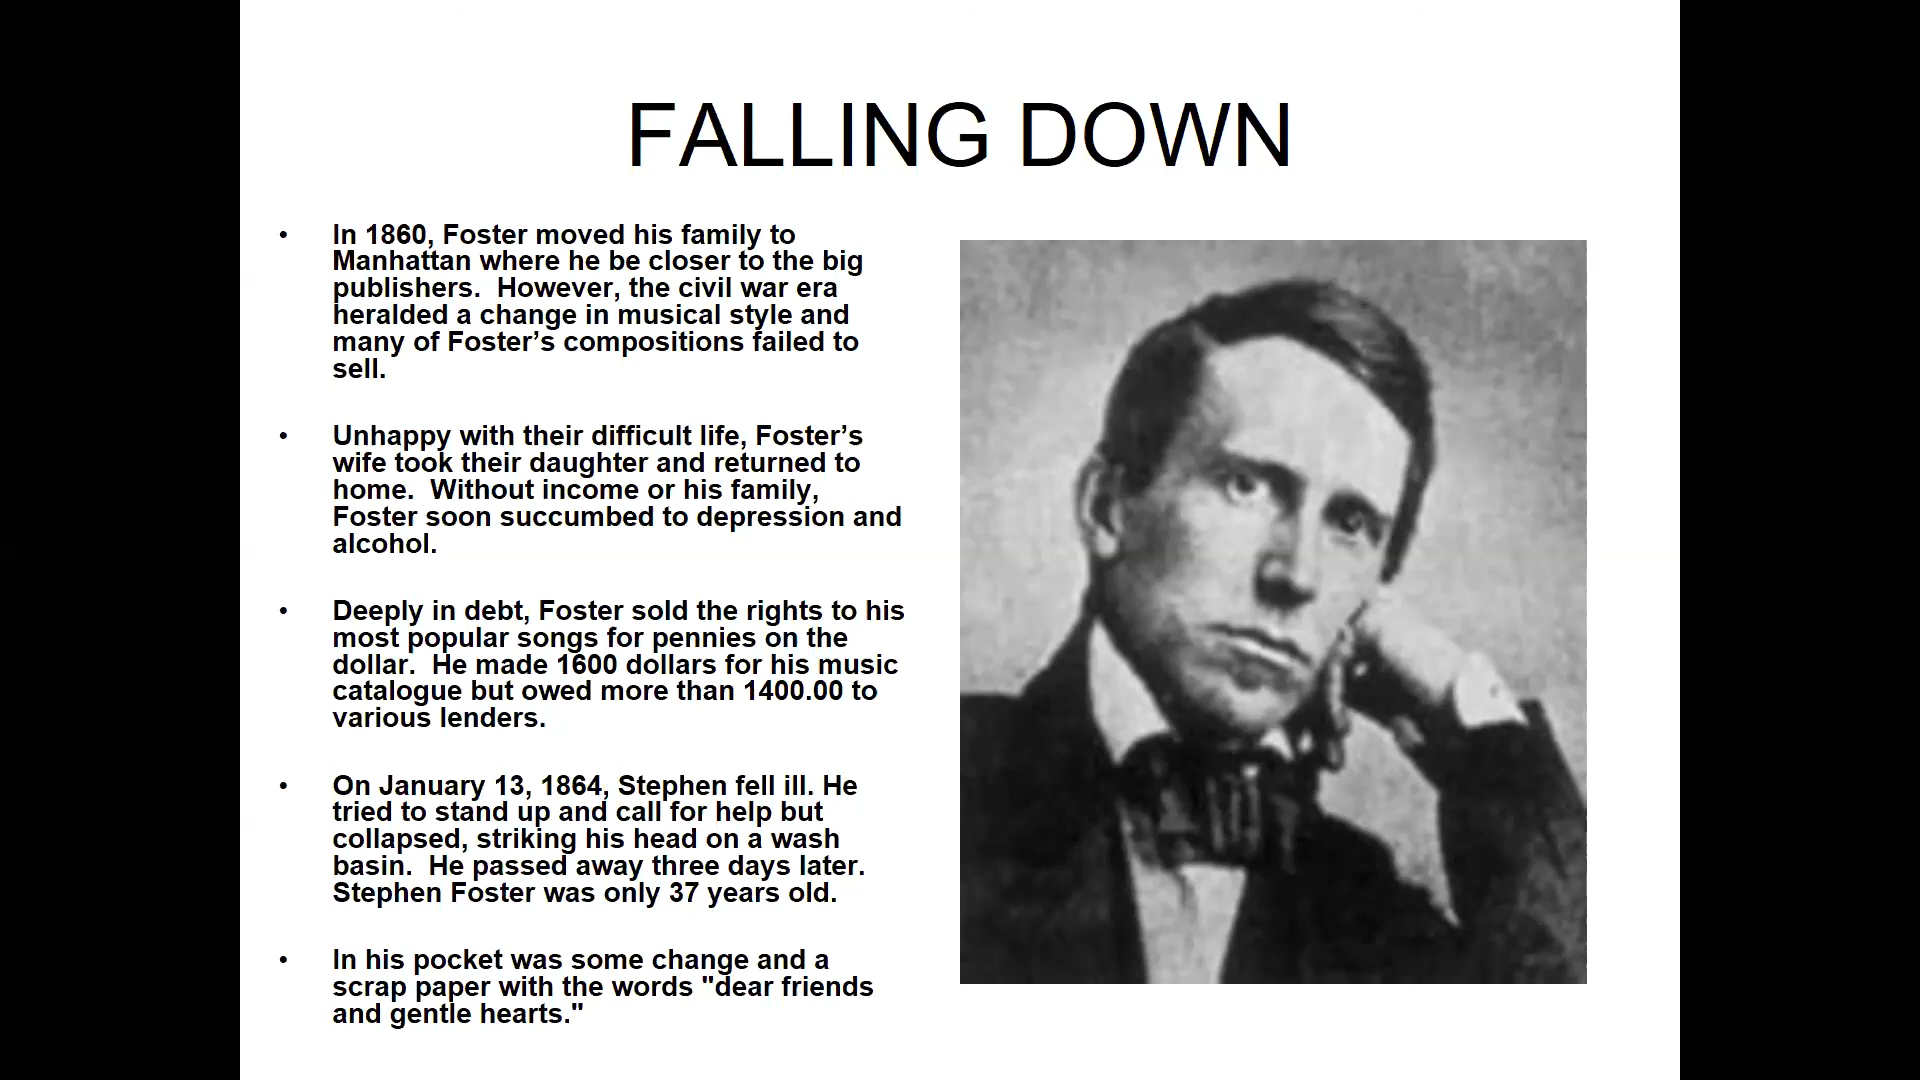 FALLING DOWN
• In 1860, Foster moved his family to
Manhattan where he be closer to the big
publishers.  However, the civil war era
heralded a change in musical style and
many of Foster’s compositions failed to
sell.
• Unhappy with their difficult life, Foster’s
wife took their daughter and returned to
home.  Without income or his family,
Foster soon succumbed to depression and
alcohol.
• Deeply in debt, Foster sold the rights to his
most popular songs for pennies on the
dollar.  He made 1600 dollars for his music
catalogue but owed more than 1400.00 to
various lenders.
• On January 13, 1864, Stephen fell ill. He
tried to stand up and call for help but
collapsed, striking his head on a wash
basin.  He passed away three days later.
Stephen Foster was only 37 years old.
• In his pocket was some change and a
scrap paper with the words "dear friends
and gentle hearts."